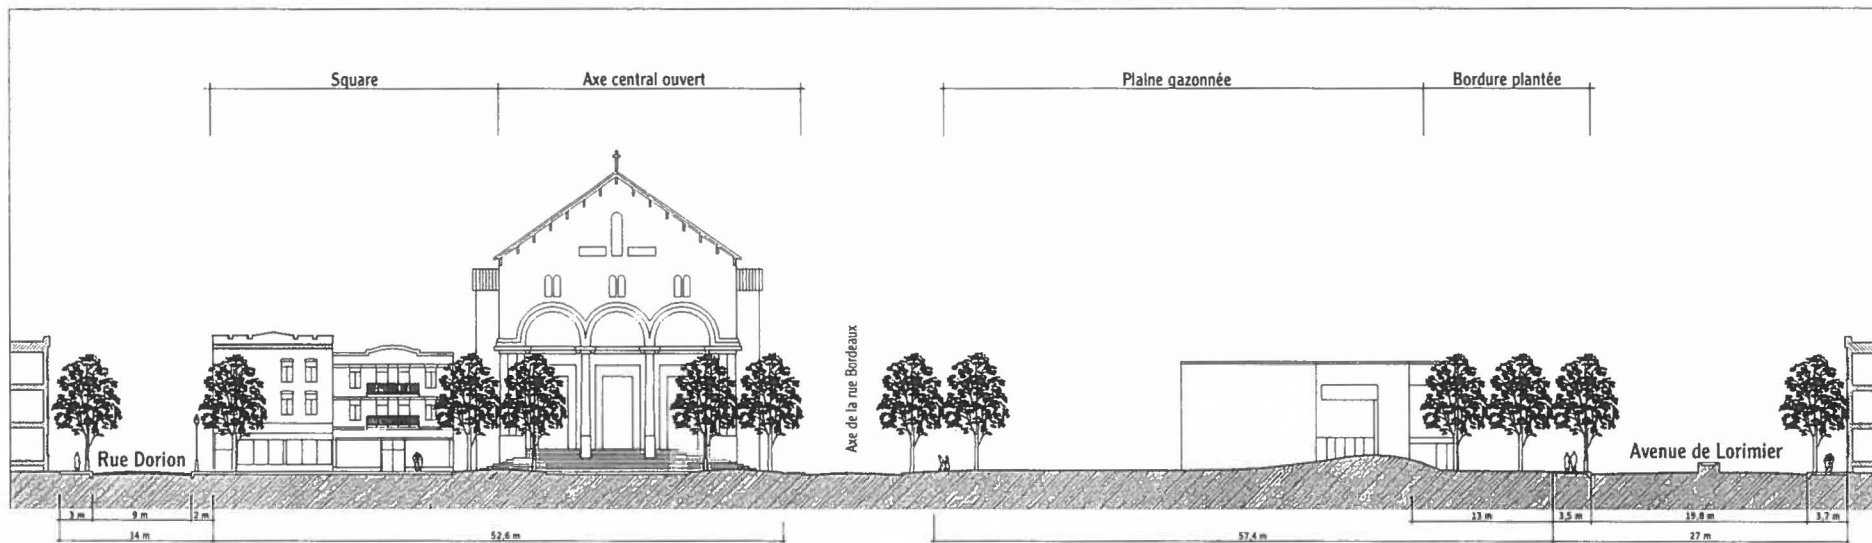 Square
Axe central ouvert
Plaine gazonnée
Bordure plantée
Axe de la rue Bordeaux
Rue Dorion
Avenue de Lorimier
3 m
9 m
2 m
13 m
3,5 m
19,8 m
3,7 m
14 m
52,6 m
57,4 m
27 m